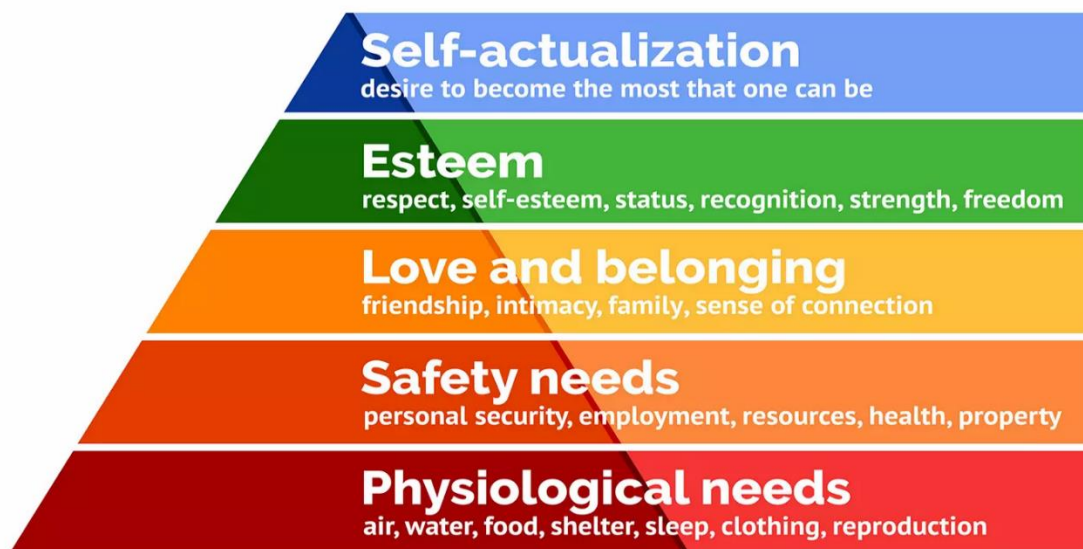 Self-actualization
desire to become the most that one can be
Esteem
respect, self-esteem, status, recognition, strength, freedom
Love and belonging
friendship, intimacy, family, sense of connection
Safety needs
personal security, employment, resources, health, property
Physiological needs
air, water, food, shelter, sleep, clothing, reproduction